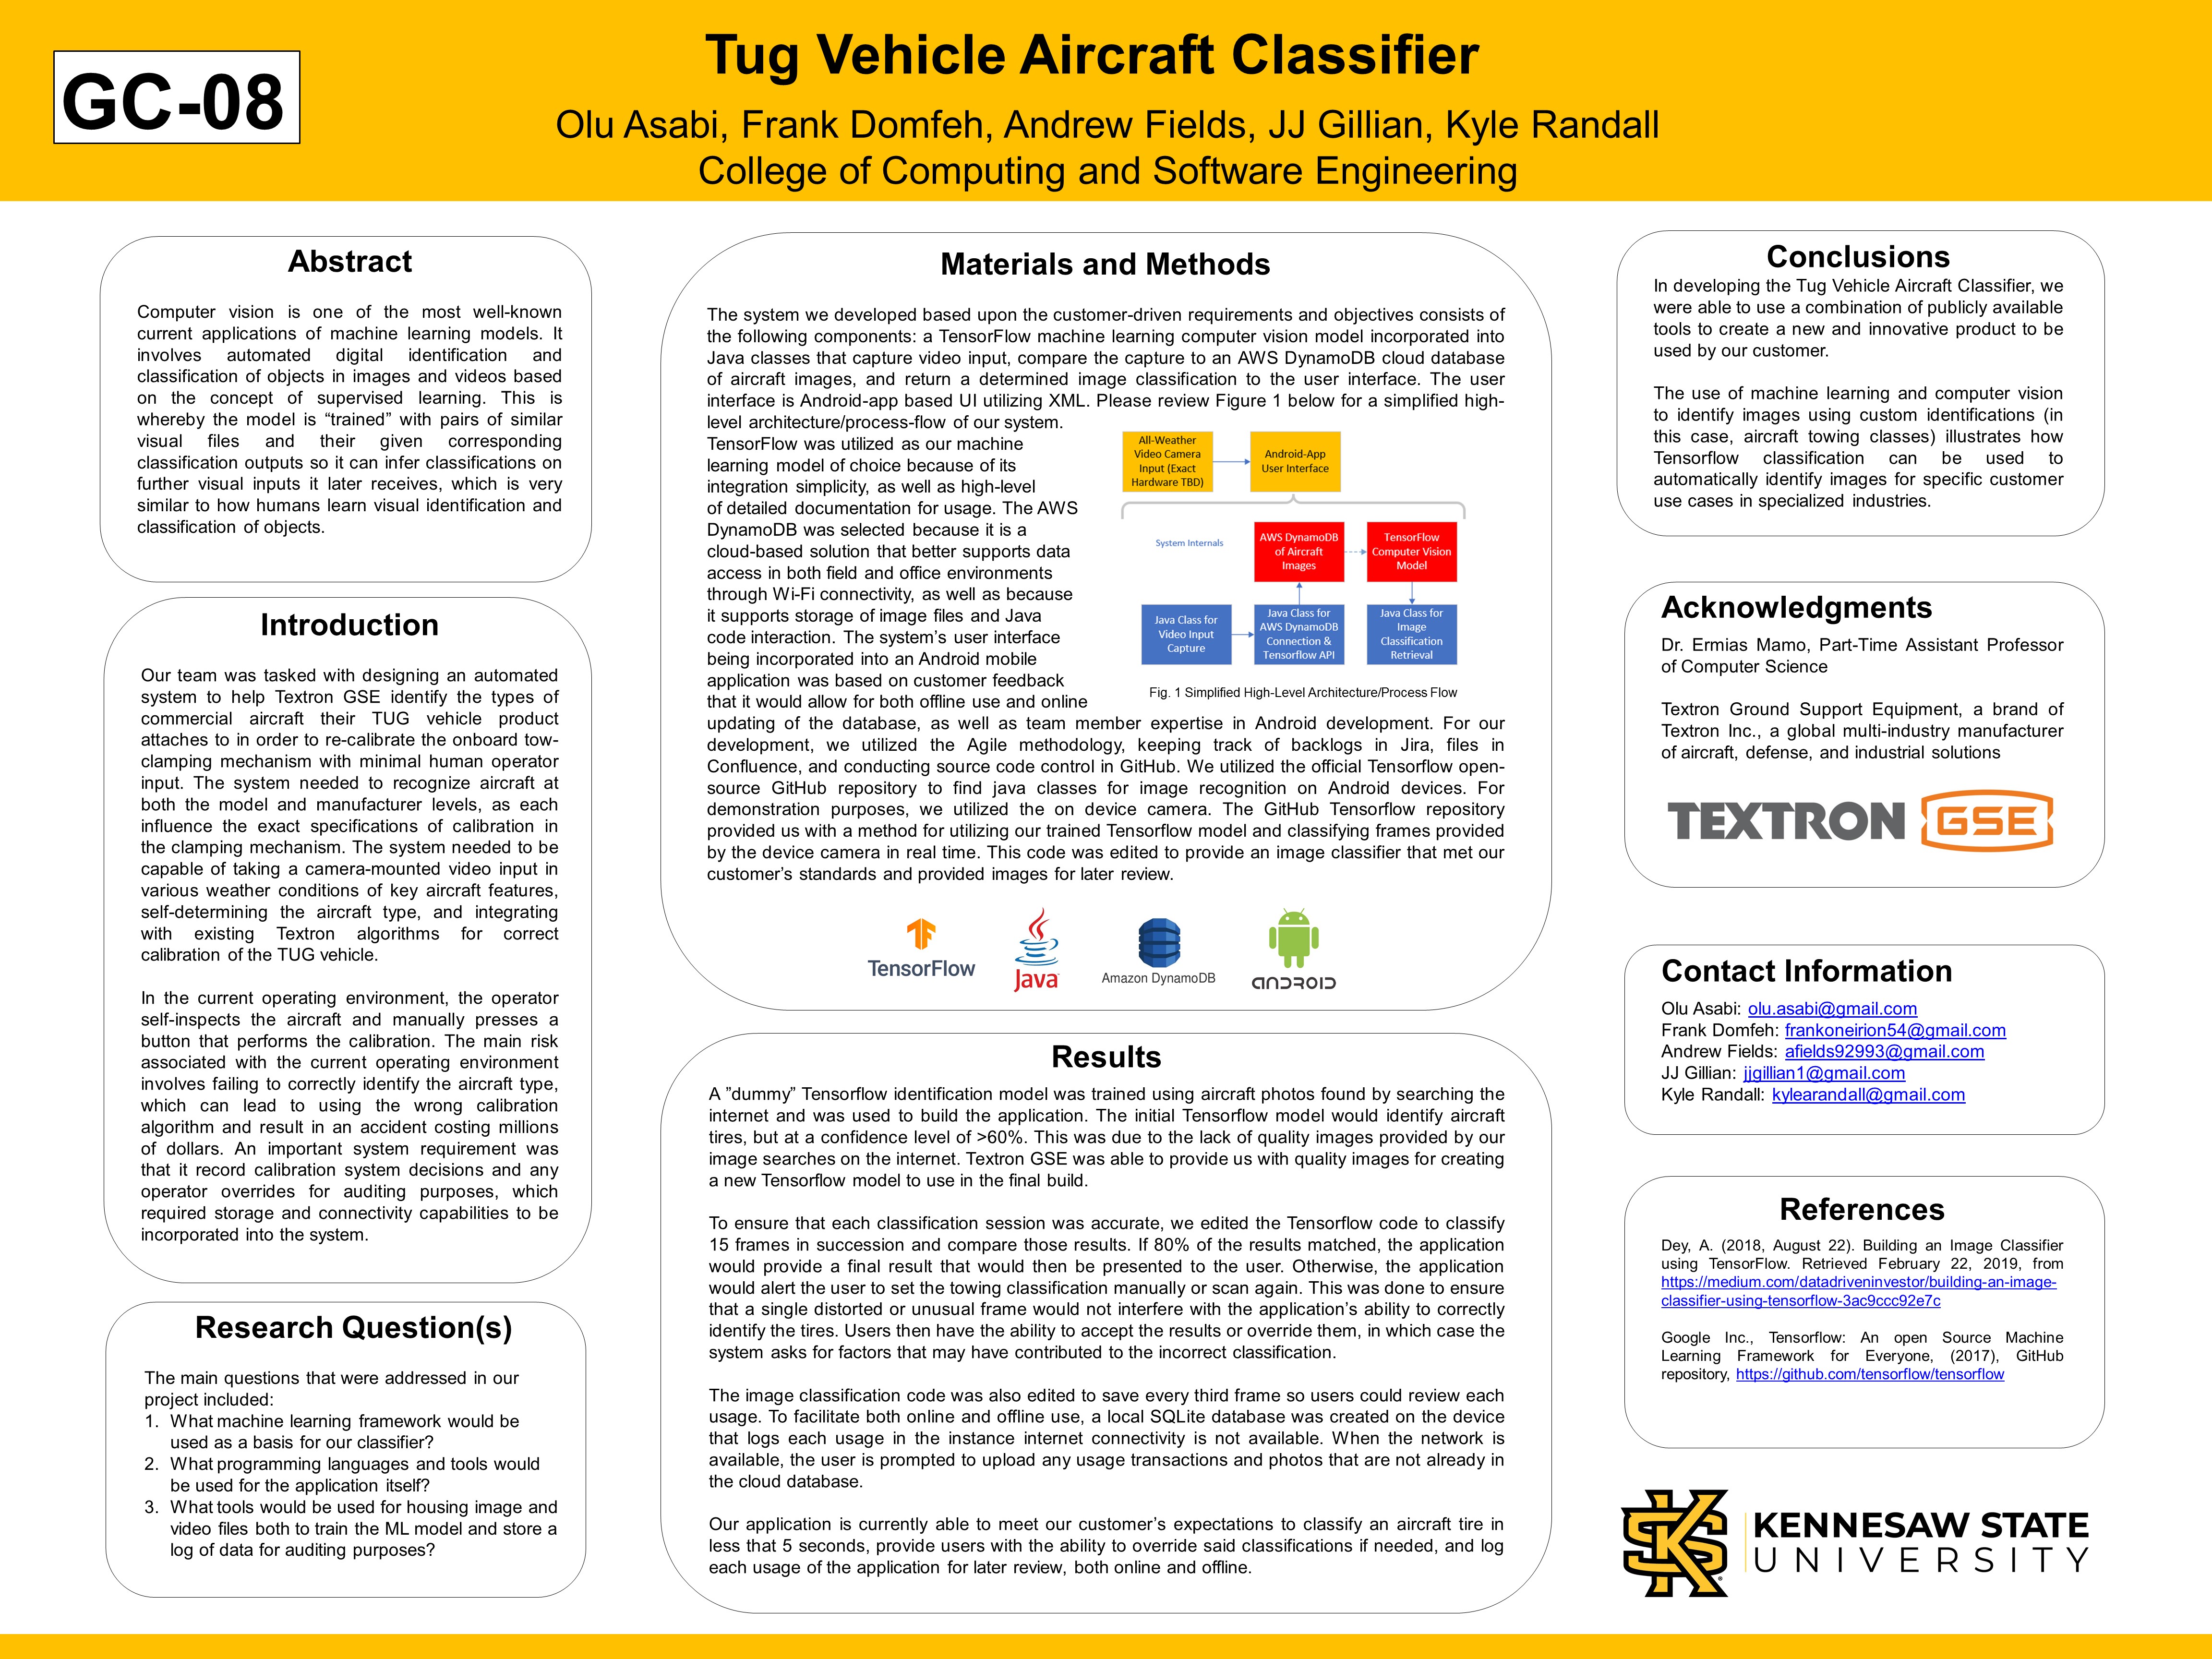 GC-08
Tug Vehicle Aircraft Classifier
Olu Asabi, Frank Domfeh, Andrew Fields, JJ Gillian, Kyle Randall
College of Computing and Software Engineering
Abstract
Computer vision is one of the most well-known
current applications of machine learning models. It
involves automated digital identification and
classification of objects in images and videos based
on the concept of supervised learning. This is
whereby the model is “trained” with pairs of similar
visual files and their given corresponding
classification outputs so it can infer classifications on
further visual inputs it later receives, which is very
similar to how humans learn visual identification and
classification of objects.
Introduction
Our team was tasked with designing an automated
system to help Textron GSE identify the types of
commercial aircraft their TUG vehicle product
attaches to in order to re-calibrate the onboard tow-
clamping mechanism with minimal human operator
input. The system needed to recognize aircraft at
both the model and manufacturer levels, as each
influence the exact specifications of calibration in
the clamping mechanism. The system needed to be
capable of taking a camera-mounted video input in
various weather conditions of key aircraft features,
self-determining the aircraft type, and integrating
with existing Textron algorithms for correct
calibration of the TUG vehicle.
In the current operating environment, the operator
self-inspects the aircraft and manually presses a
button that performs the calibration. The main risk
associated with the current operating environment
involves failing to correctly identify the aircraft type,
which can lead to using the wrong calibration
algorithm and result in an accident costing millions
of dollars. An important system requirement was
that it record calibration system decisions and any
operator overrides for auditing purposes, which
required storage and connectivity capabilities to be
incorporated into the system.
Research Question(s)
The main questions that were addressed in our
project included:
1. What machine learning framework would be
used as a basis for our classifier?
2. What programming languages and tools would
be used for the application itself?
3. What tools would be used for housing image and
video files both to train the ML model and store a
log of data for auditing purposes?
Materials and Methods
The system we developed based upon the customer-driven requirements and objectives consists of
the following components: a TensorFlow machine learning computer vision model incorporated into
Java classes that capture video input, compare the capture to an AWS DynamoDB cloud database
of aircraft images, and return a determined image classification to the user interface. The user
interface is Android-app based UI utilizing XML. Please review Figure 1 below for a simplified high-
level architecture/process-flow of our system.
TensorFlow was utilized as our machine
learning model of choice because of its
integration simplicity, as well as high-level
of detailed documentation for usage. The AWS
DynamoDB was selected because it is a
cloud-based solution that better supports data
access in both field and office environments
through Wi-Fi connectivity, as well as because
it supports storage of image files and Java
code interaction. The system’s user interface
being incorporated into an Android mobile
application was based on customer feedback
that it would allow for both offline use and online
updating of the database, as well as team member expertise in Android development. For our
development, we utilized the Agile methodology, keeping track of backlogs in Jira, files in
Confluence, and conducting source code control in GitHub. We utilized the official Tensorflow open-
source GitHub repository to find java classes for image recognition on Android devices. For
demonstration purposes, we utilized the on device camera. The GitHub Tensorflow repository
provided us with a method for utilizing our trained Tensorflow model and classifying frames provided
by the device camera in real time. This code was edited to provide an image classifier that met our
customer’s standards and provided images for later review.
All-Weather
Video Camera
Input (Exact
Hardware TBD)
Android-App
User Interface
System Internals
AWS DynamoDB
of Aircraft
Images
TensorFlow
Computer Vision
Model
Java Class for
Video Input
Capture
Java Class for
AWS DynamoDB
Connection &
Tensorflow API
Java Class for
Image
Classification
Retrieval
Fig. 1 Simplified High-Level Architecture/Process Flow
TensorFlow
Java
Amazon DynamoDB
ANDROID
Results
A ”dummy” Tensorflow identification model was trained using aircraft photos found by searching the
internet and was used to build the application. The initial Tensorflow model would identify aircraft
tires, but at a confidence level of >60%. This was due to the lack of quality images provided by our
image searches on the internet. Textron GSE was able to provide us with quality images for creating
a new Tensorflow model to use in the final build.
To ensure that each classification session was accurate, we edited the Tensorflow code to classify
15 frames in succession and compare those results. If 80% of the results matched, the application
would provide a final result that would then be presented to the user. Otherwise, the application
would alert the user to set the towing classification manually or scan again. This was done to ensure
that a single distorted or unusual frame would not interfere with the application’s ability to correctly
identify the tires. Users then have the ability to accept the results or override them, in which case the
system asks for factors that may have contributed to the incorrect classification.
The image classification code was also edited to save every third frame so users could review each
usage. To facilitate both online and offline use, a local SQLite database was created on the device
that logs each usage in the instance internet connectivity is not available. When the network is
available, the user is prompted to upload any usage transactions and photos that are not already in
the cloud database.
Our application is currently able to meet our customer’s expectations to classify an aircraft tire in
less that 5 seconds, provide users with the ability to override said classifications if needed, and log
each usage of the application for later review, both online and offline.
Conclusions
In developing the Tug Vehicle Aircraft Classifier, we
were able to use a combination of publicly available
tools to create a new and innovative product to be
used by our customer.
The use of machine learning and computer vision
to identify images using custom identifications (in
this case, aircraft towing classes) illustrates how
Tensorflow classification can be used to
automatically identify images for specific customer
use cases in specialized industries.
Acknowledgments
Dr. Ermias Mamo, Part-Time Assistant Professor
of Computer Science
Textron Ground Support Equipment, a brand of
Textron Inc., a global multi-industry manufacturer
of aircraft, defense, and industrial solutions
TEXTRON GSE
Contact Information
Olu Asabi: olu.asabi@gmail.com
Frank Domfeh: frankoneirion54@gmail.com
Andrew Fields: afields92993@gmail.com
JJ Gillian: jjgillian1@gmail.com
Kyle Randall: kylearandall@gmail.com
References
Dey, A. (2018, August 22). Building an Image Classifier
using TensorFlow. Retrieved February 22, 2019, from
https://medium.com/datadriveninvestor/building-an-image-
classifier-using-tensorflow-3ac9ccc92e7c
Google Inc., Tensorflow: An open Source Machine
Learning Framework for Everyone, (2017), GitHub
repository, https://github.com/tensorflow/tensorflow
KS
KENNESAW STATE
UNIVERSITY